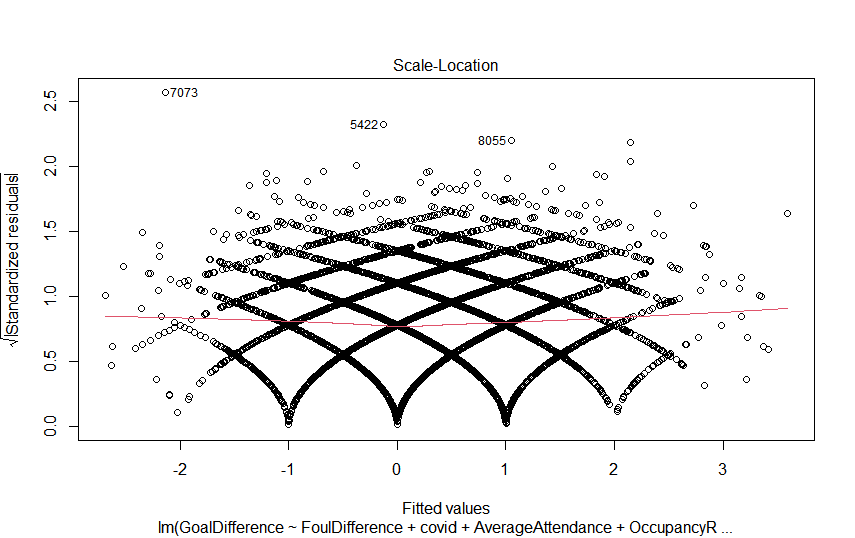 Scale-Location
7073
5422
8055
2.5
2.0
1.5
1.0
0.5
0.0
√|Standardized residuals|
-2 -1 0 1 2 3
Fitted values
lm(GoalDifference ~ FoulDifference + covid + AverageAttendance + OccupancyR ...